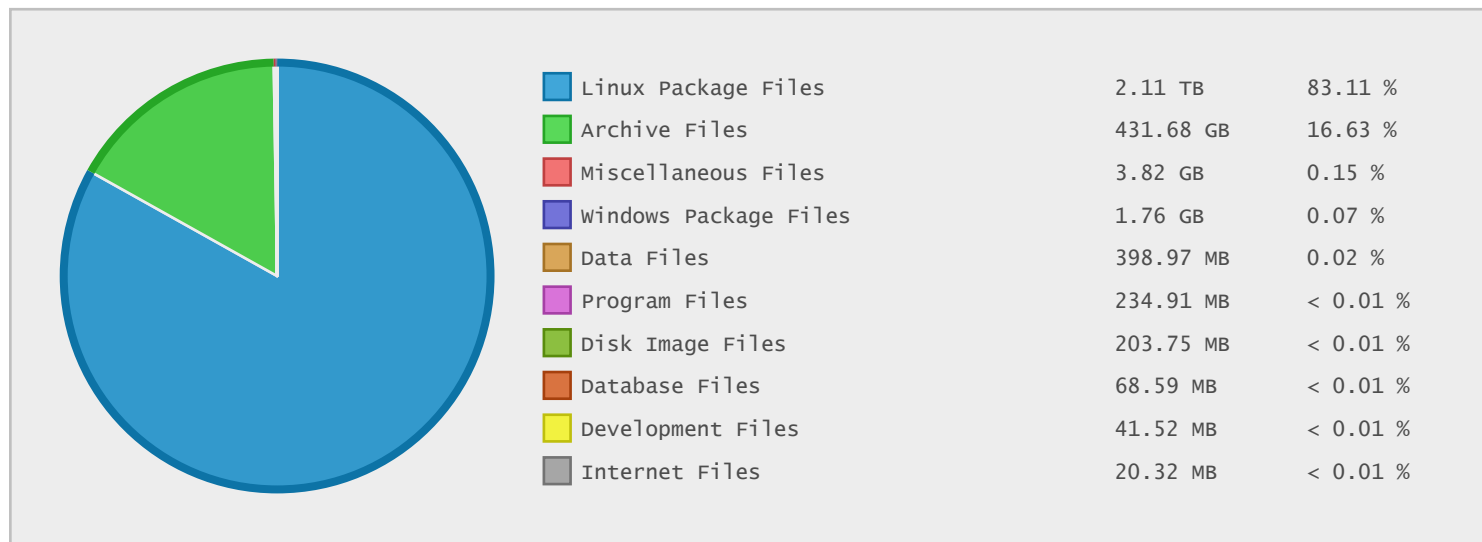 Linux Package Files 2.11 TB 83.11 %
Archive Files 431.68 GB 16.63 %
Miscellaneous Files 3.82 GB 0.15 %
Windows Package Files 1.76 GB 0.07 %
Data Files 398.97 MB 0.02 %
Program Files 234.91 MB < 0.01 %
Disk Image Files 203.75 MB < 0.01 %
Database Files 68.59 MB < 0.01 %
Development Files 41.52 MB < 0.01 %
Internet Files 20.32 MB < 0.01 %